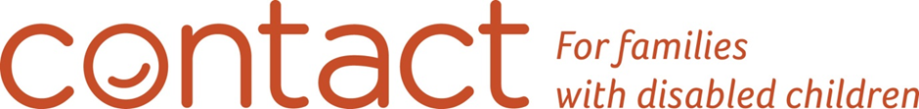 contact
For families
with disabled children